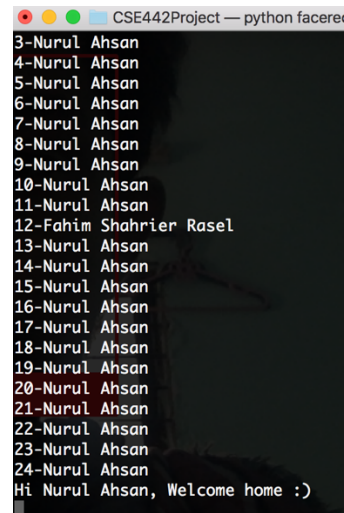 CSE442Project — python facerec
3-Nurul Ahsan
4-Nurul Ahsan
5-Nurul Ahsan
6-Nurul Ahsan
7-Nurul Ahsan
8-Nurul Ahsan
9-Nurul Ahsan
10-Nurul Ahsan
11-Nurul Ahsan
12-Fahim Shahrier Rasel
13-Nurul Ahsan
14-Nurul Ahsan
15-Nurul Ahsan
16-Nurul Ahsan
17-Nurul Ahsan
18-Nurul Ahsan
19-Nurul Ahsan
20-Nurul Ahsan
21-Nurul Ahsan
22-Nurul Ahsan
23-Nurul Ahsan
24-Nurul Ahsan
Hi Nurul Ahsan, Welcome home :)